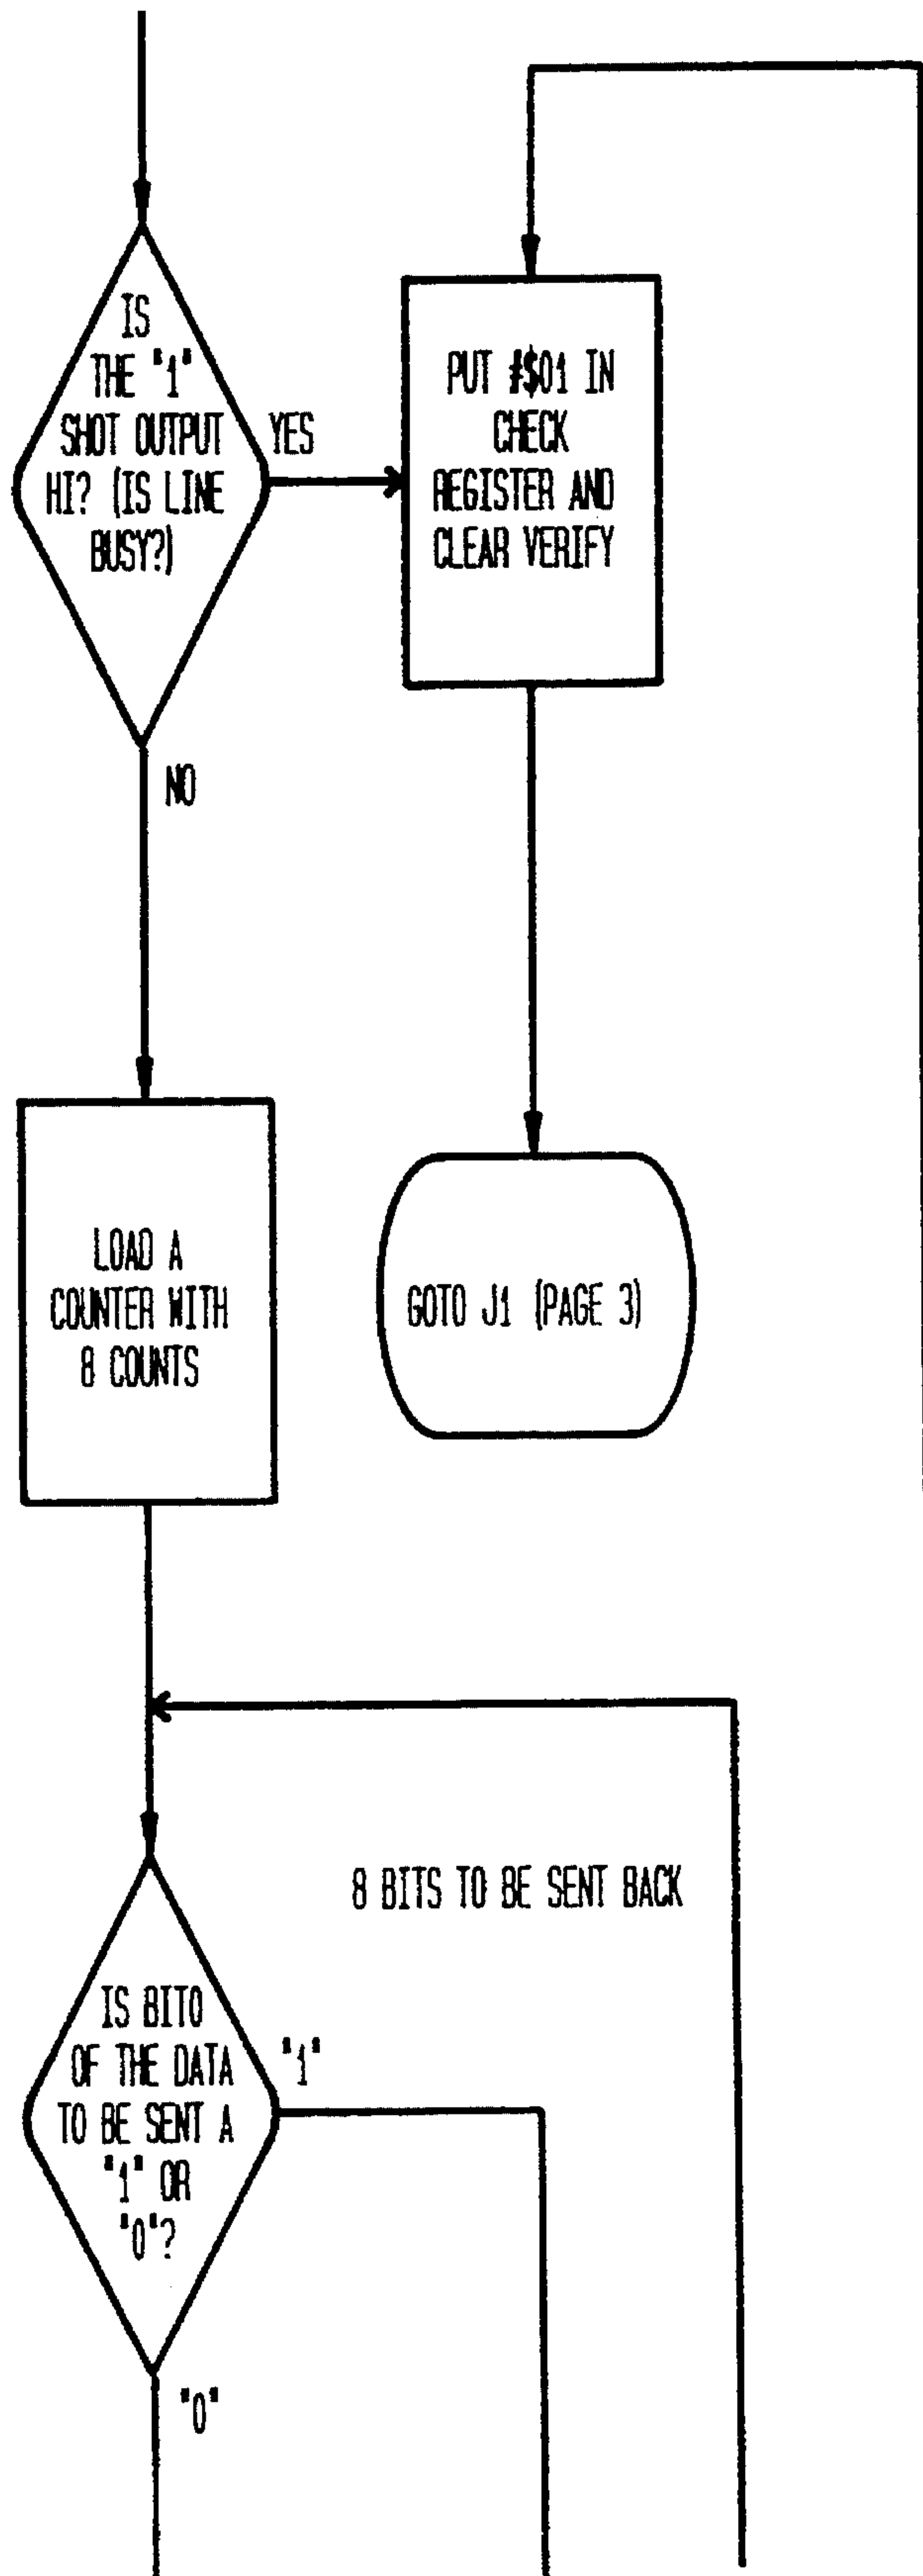 IS
THE "1"
SHOT OUTPUT
HI? (IS LINE
BUSY?)
YES
NO
PUT #$01 IN
CHECK
REGISTER AND
CLEAR VERIFY
LOAD A
COUNTER WITH
8 COUNTS
GOTO J1 (PAGE 3)
8 BITS TO BE SENT BACK
IS BITO
OF THE DATA
TO BE SENT A
"1" OR
"0"?
"1"
"0"